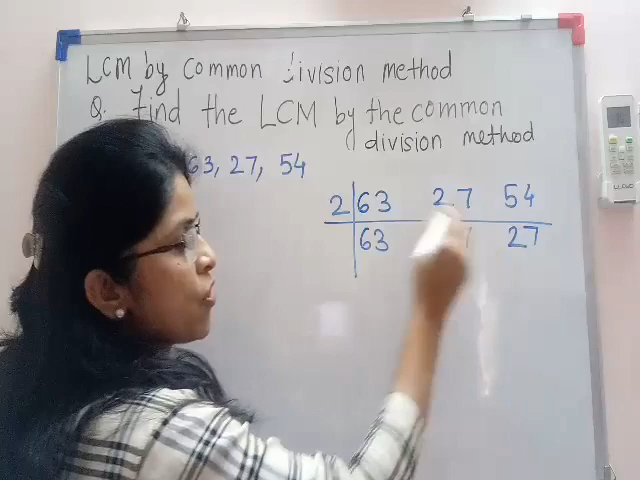 LCM by Common division method
Q. Find the LCM by the common
division method
63, 27, 54
2 63 27 54
63 27